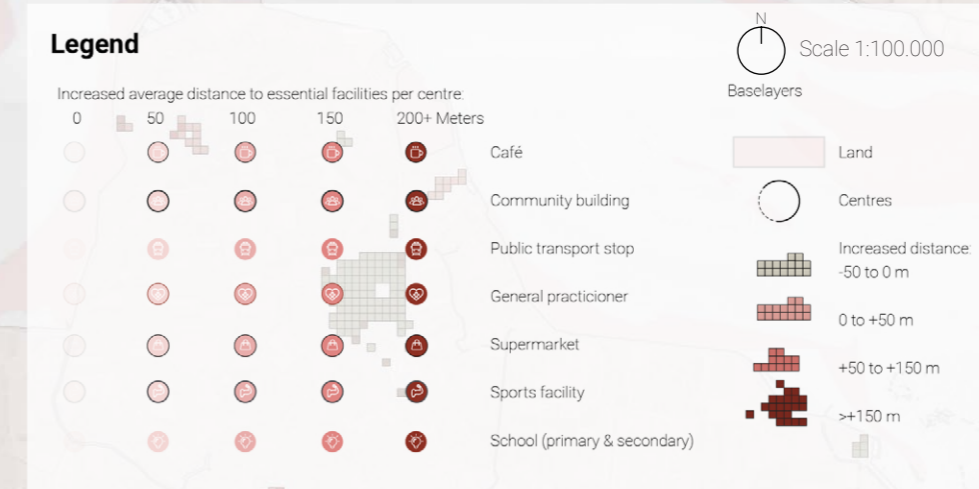 Legend
N
Scale 1:100.000
Baselayers
Increased average distance to essential facilities per centre:
0 50 100 150 200+ Meters
Café
Community building
Public transport stop
General practicioner
Supermarket
Sports facility
School (primary & secondary)
Land
Centres
Increased distance:
-50 to 0 m
0 to +50 m
+50 to +150 m
>+150 m